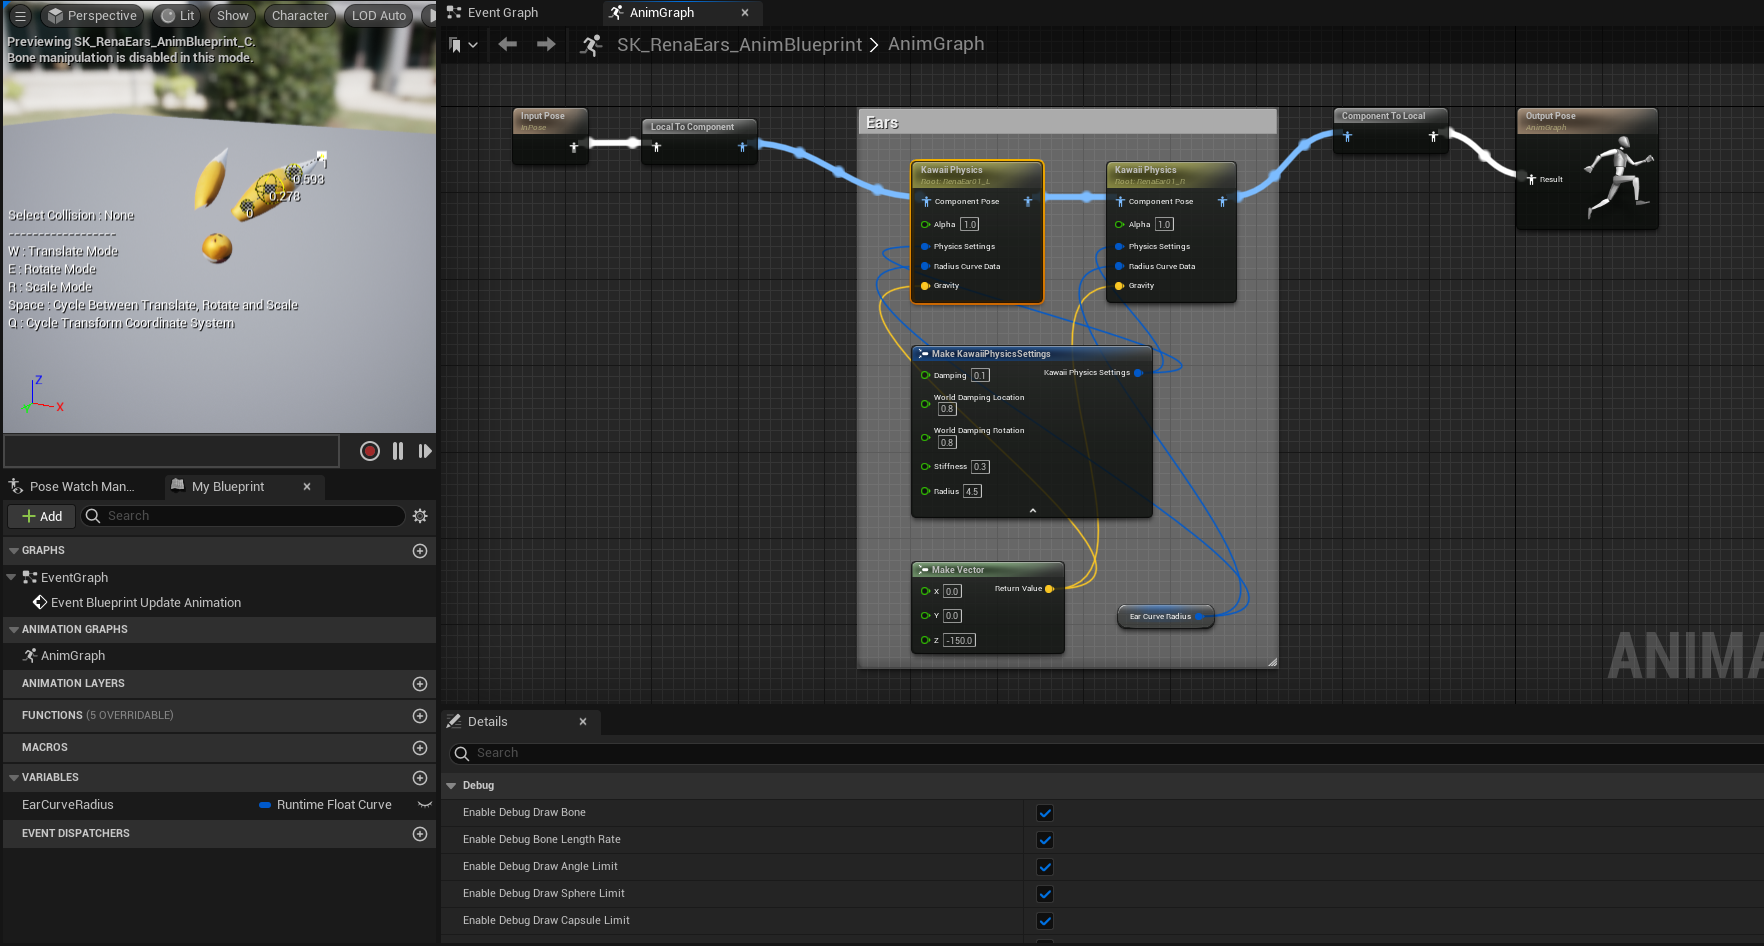 Perspective
Lit
Show
Character
LOD Auto
Previewing SK_RenaEars_AnimBlueprint_C.
Bone manipulation is disabled in this mode.
0.593
0.278
0
Select Collision : None
--------------------
W : Translate Mode
E : Rotate Mode
R : Scale Mode
Space : Cycle Between Translate, Rotate and Scale
Q : Cycle Transform Coordinate System
Z
X
Pose Watch Man...
My Blueprint
Add
Search
GRAPHS
EventGraph
Event Blueprint Update Animation
ANIMATION GRAPHS
AnimGraph
ANIMATION LAYERS
FUNCTIONS (5 OVERRIDABLE)
MACROS
VARIABLES
EarCurveRadius
Runtime Float Curve
EVENT DISPATCHERS
Event Graph
AnimGraph
SK_RenaEars_AnimBlueprint > AnimGraph
Input Pose
InPose
Local To Component
Ears
Kawaii Physics
Root: RenaEar01_L
Component Pose
Alpha 1.0
Physics Settings
Radius Curve Data
Gravity
Kawaii Physics
Root: RenaEar01_R
Component Pose
Alpha 1.0
Physics Settings
Radius Curve Data
Gravity
Component To Local
Output Pose
AnimGraph
Result
Make KawaiiPhysicsSettings
Damping 0.1
Kawaii Physics Settings
World Damping Location
0.8
World Damping Rotation
0.8
Stiffness 0.3
Radius 4.5
Make Vector
X 0.0
Return Value
Y 0.0
Z -150.0
Ear Curve Radius
ANIMA
Details
Search
Debug
Enable Debug Draw Bone
Enable Debug Bone Length Rate
Enable Debug Draw Angle Limit
Enable Debug Draw Sphere Limit
Enable Debug Draw Capsule Limit